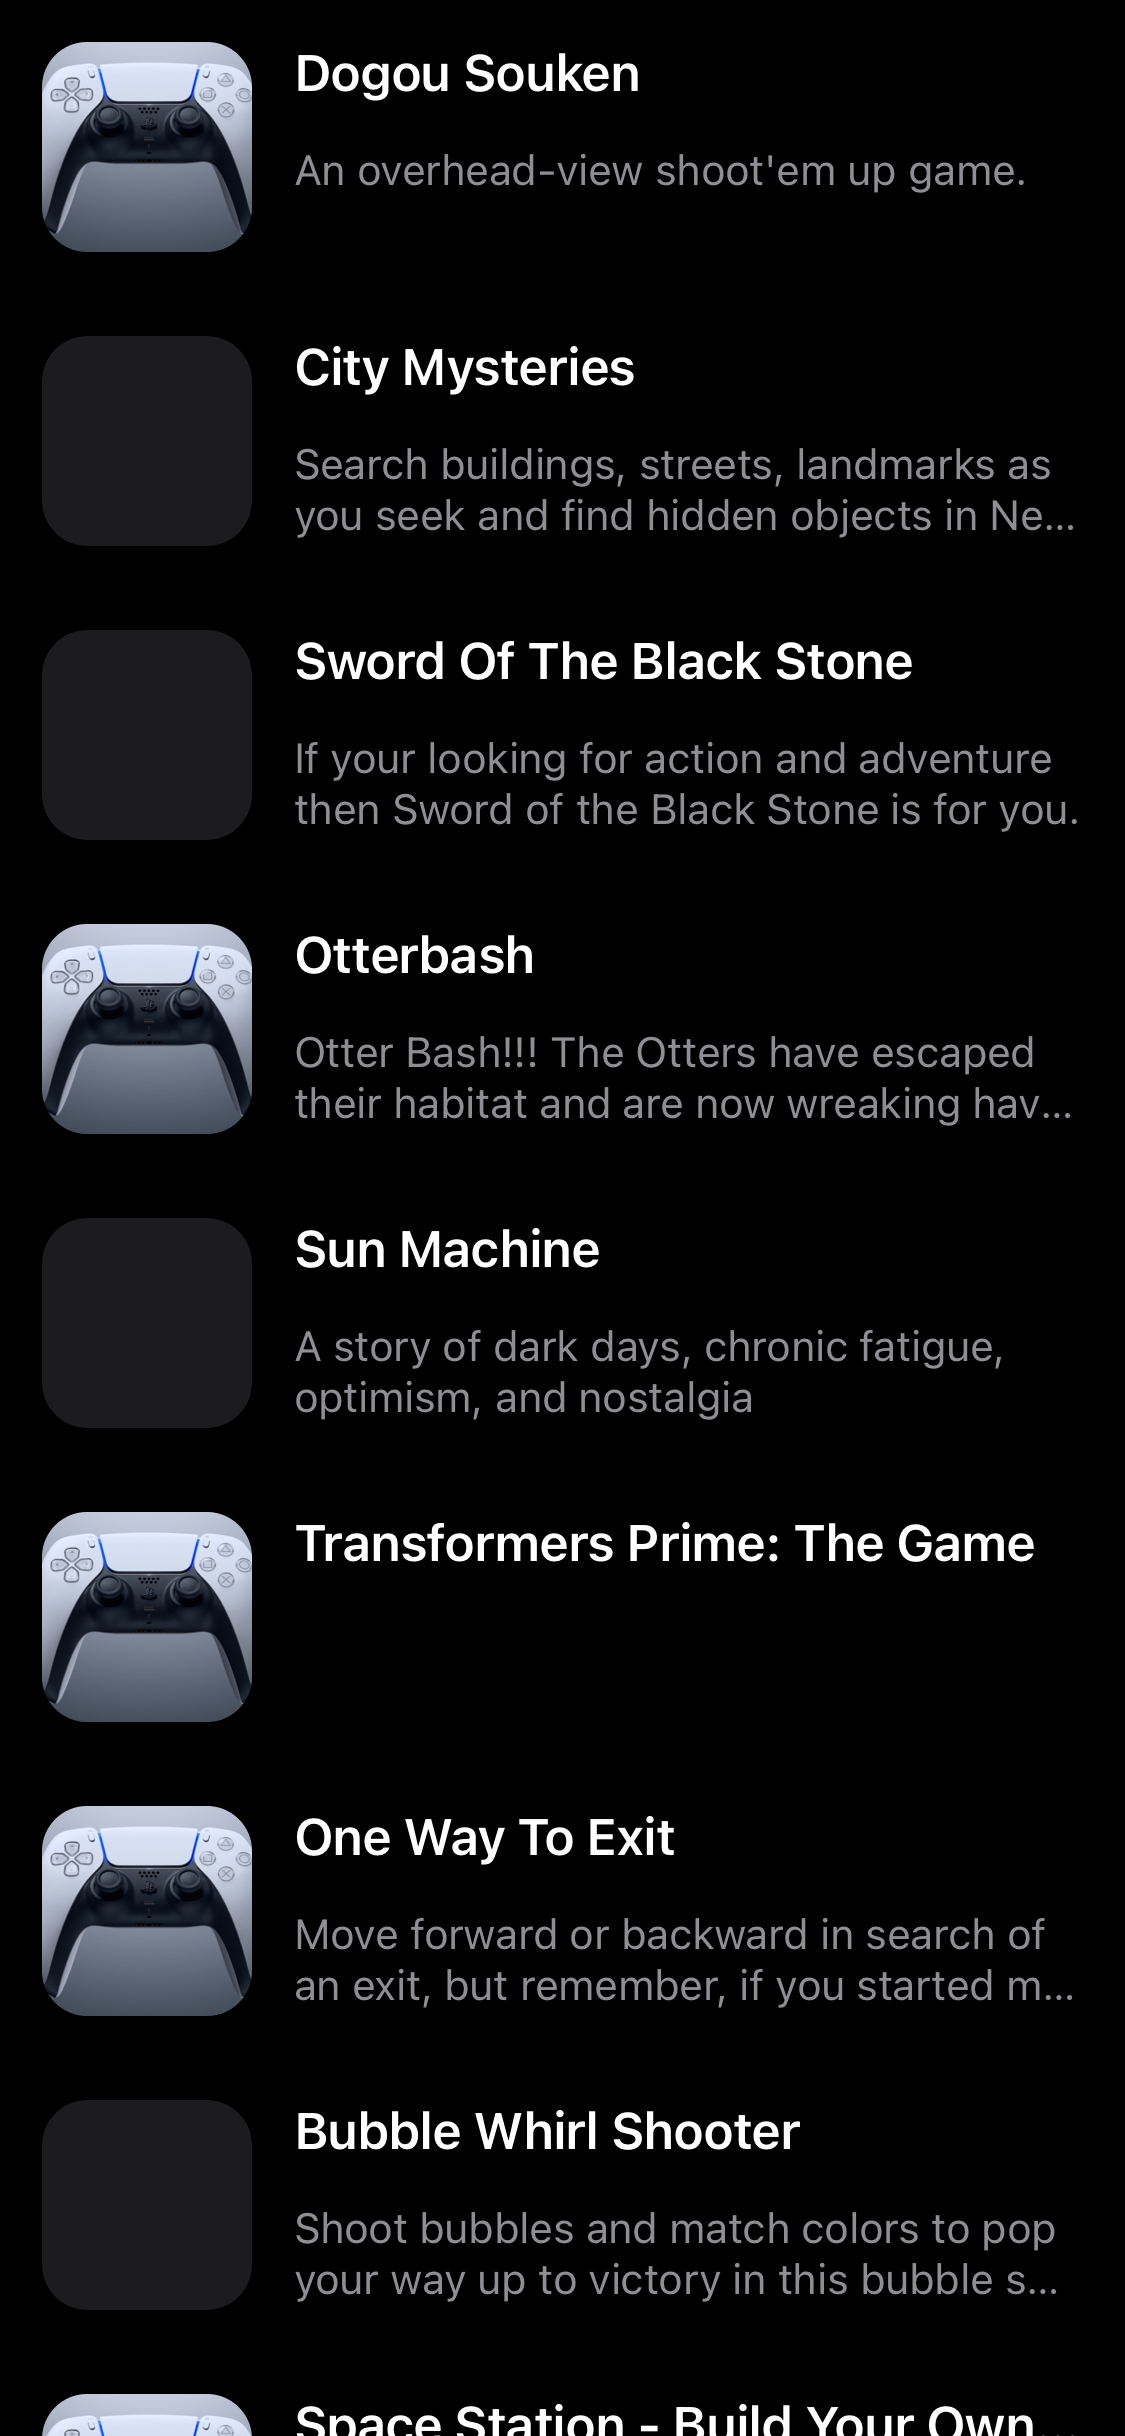 Dogou Souken
An overhead-view shoot'em up game.
City Mysteries
Search buildings, streets, landmarks as
you seek and find hidden objects in Ne...
Sword Of The Black Stone
If your looking for action and adventure
then Sword of the Black Stone is for you.
Otterbash
Otter Bash!!! The Otters have escaped
their habitat and are now wreaking hav...
Sun Machine
A story of dark days, chronic fatigue,
optimism, and nostalgia
Transformers Prime: The Game
One Way To Exit
Move forward or backward in search of
an exit, but remember, if you started m...
Bubble Whirl Shooter
Shoot bubbles and match colors to pop
your way up to victory in this bubble s...
Space Station - Build Your Own...